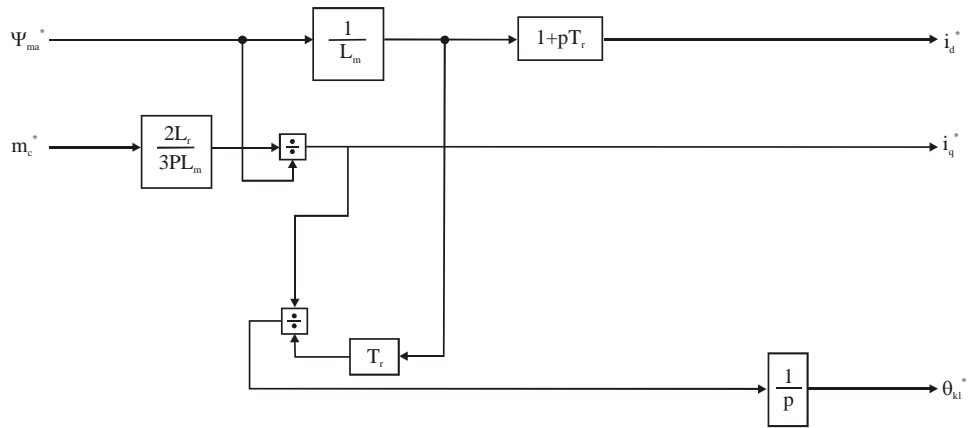 Ψma*
1
Lm
1+pTr
id*
mc*
2Lr
3PLm
÷
iq*
÷
Tr
1
p
θkl*